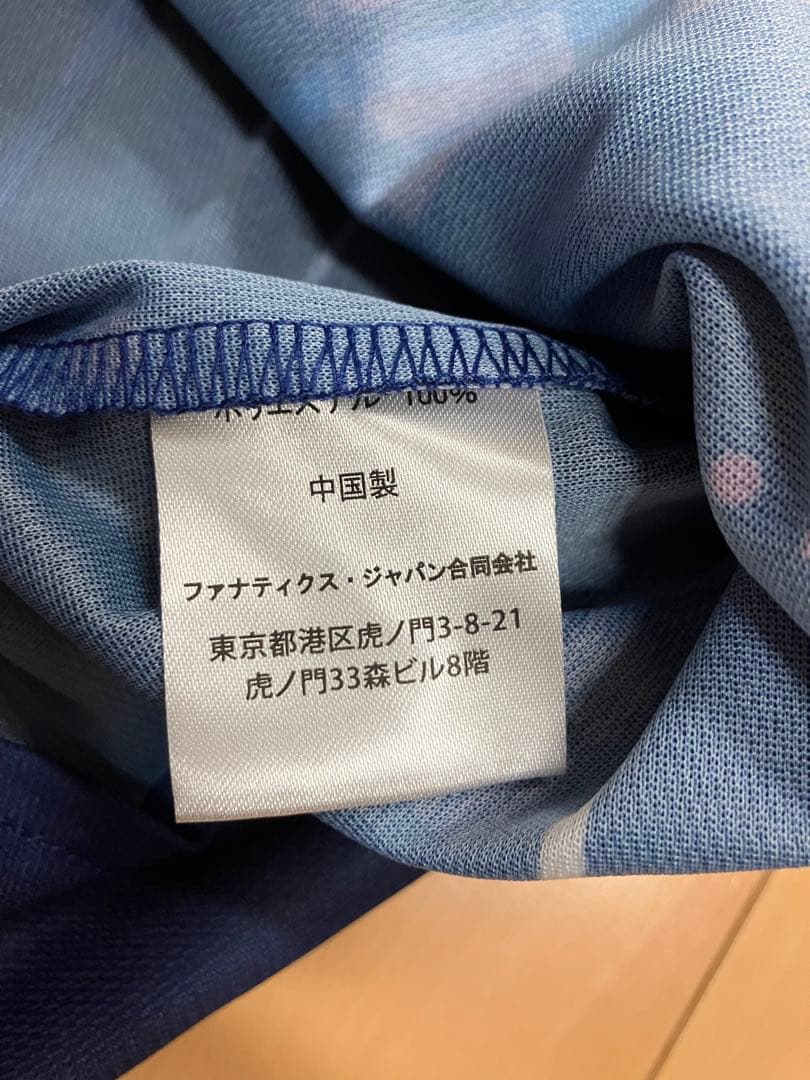 ポリエステル 100%
中国製
ファナティクス・ジャパン合同会社
東京都港区虎ノ門3-8-21
虎ノ門33森ビル8階